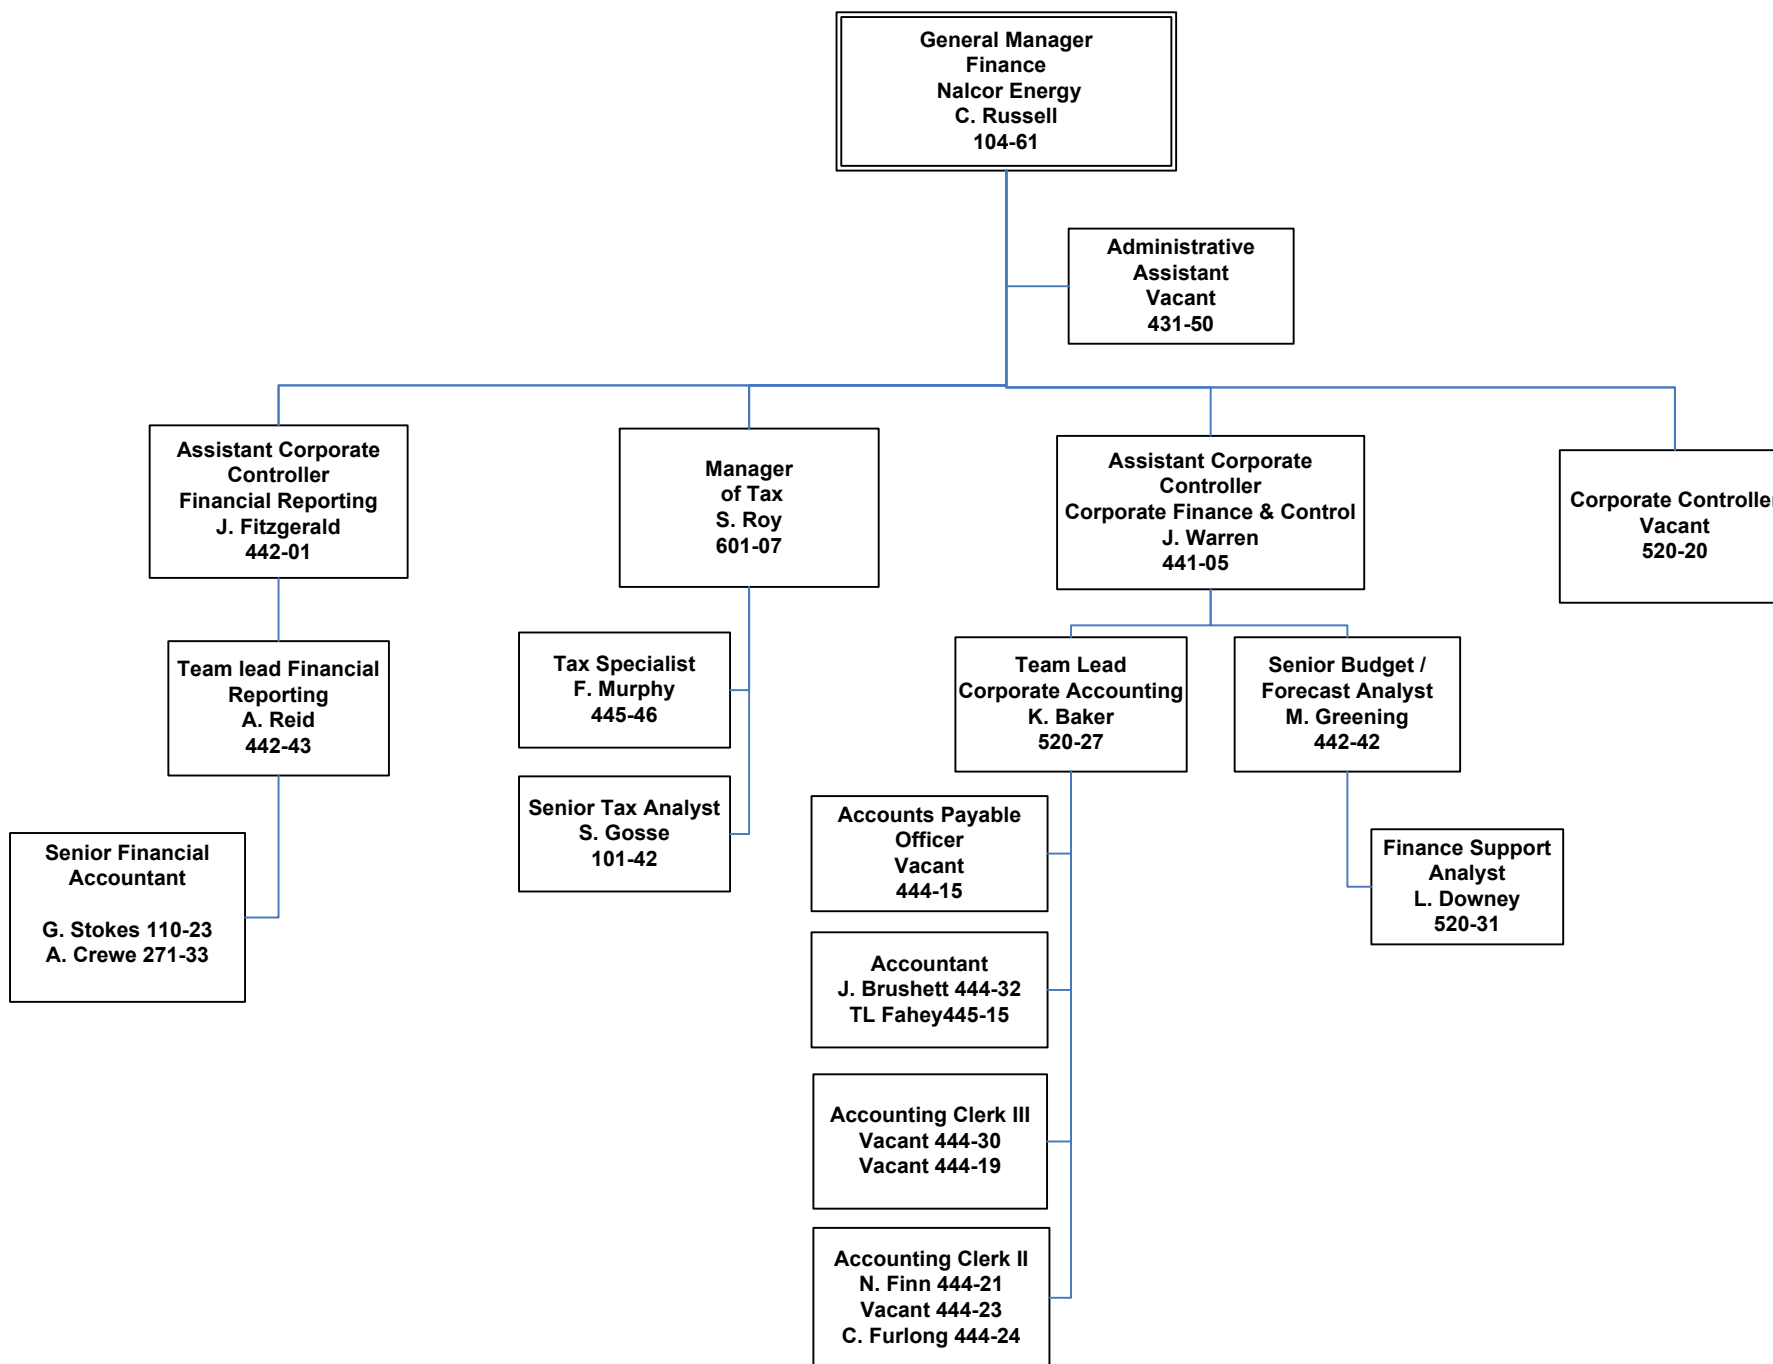 General Manager
Finance
Nalcor Energy
C. Russell
104-61
Administrative
Assistant
Vacant
431-50
Assistant Corporate
Controller
Financial Reporting
J. Fitzgerald
442-01
Manager
of Tax
S. Roy
601-07
Assistant Corporate
Controller
Corporate Finance & Control
J. Warren
441-05
Corporate Controller
Vacant
520-20
Team lead Financial
Reporting
A. Reid
442-43
Tax Specialist
F. Murphy
445-46
Team Lead
Corporate Accounting
K. Baker
520-27
Senior Budget /
Forecast Analyst
M. Greening
442-42
Senior Tax Analyst
S. Gosse
101-42
Accounts Payable
Officer
Vacant
444-15
Finance Support
Analyst
L. Downey
520-31
Senior Financial
Accountant
G. Stokes 110-23
A. Crewe 271-33
Accountant
J. Brushett 444-32
TL Fahey445-15
Accounting Clerk III
Vacant 444-30
Vacant 444-19
Accounting Clerk II
N. Finn 444-21
Vacant 444-23
C. Furlong 444-24